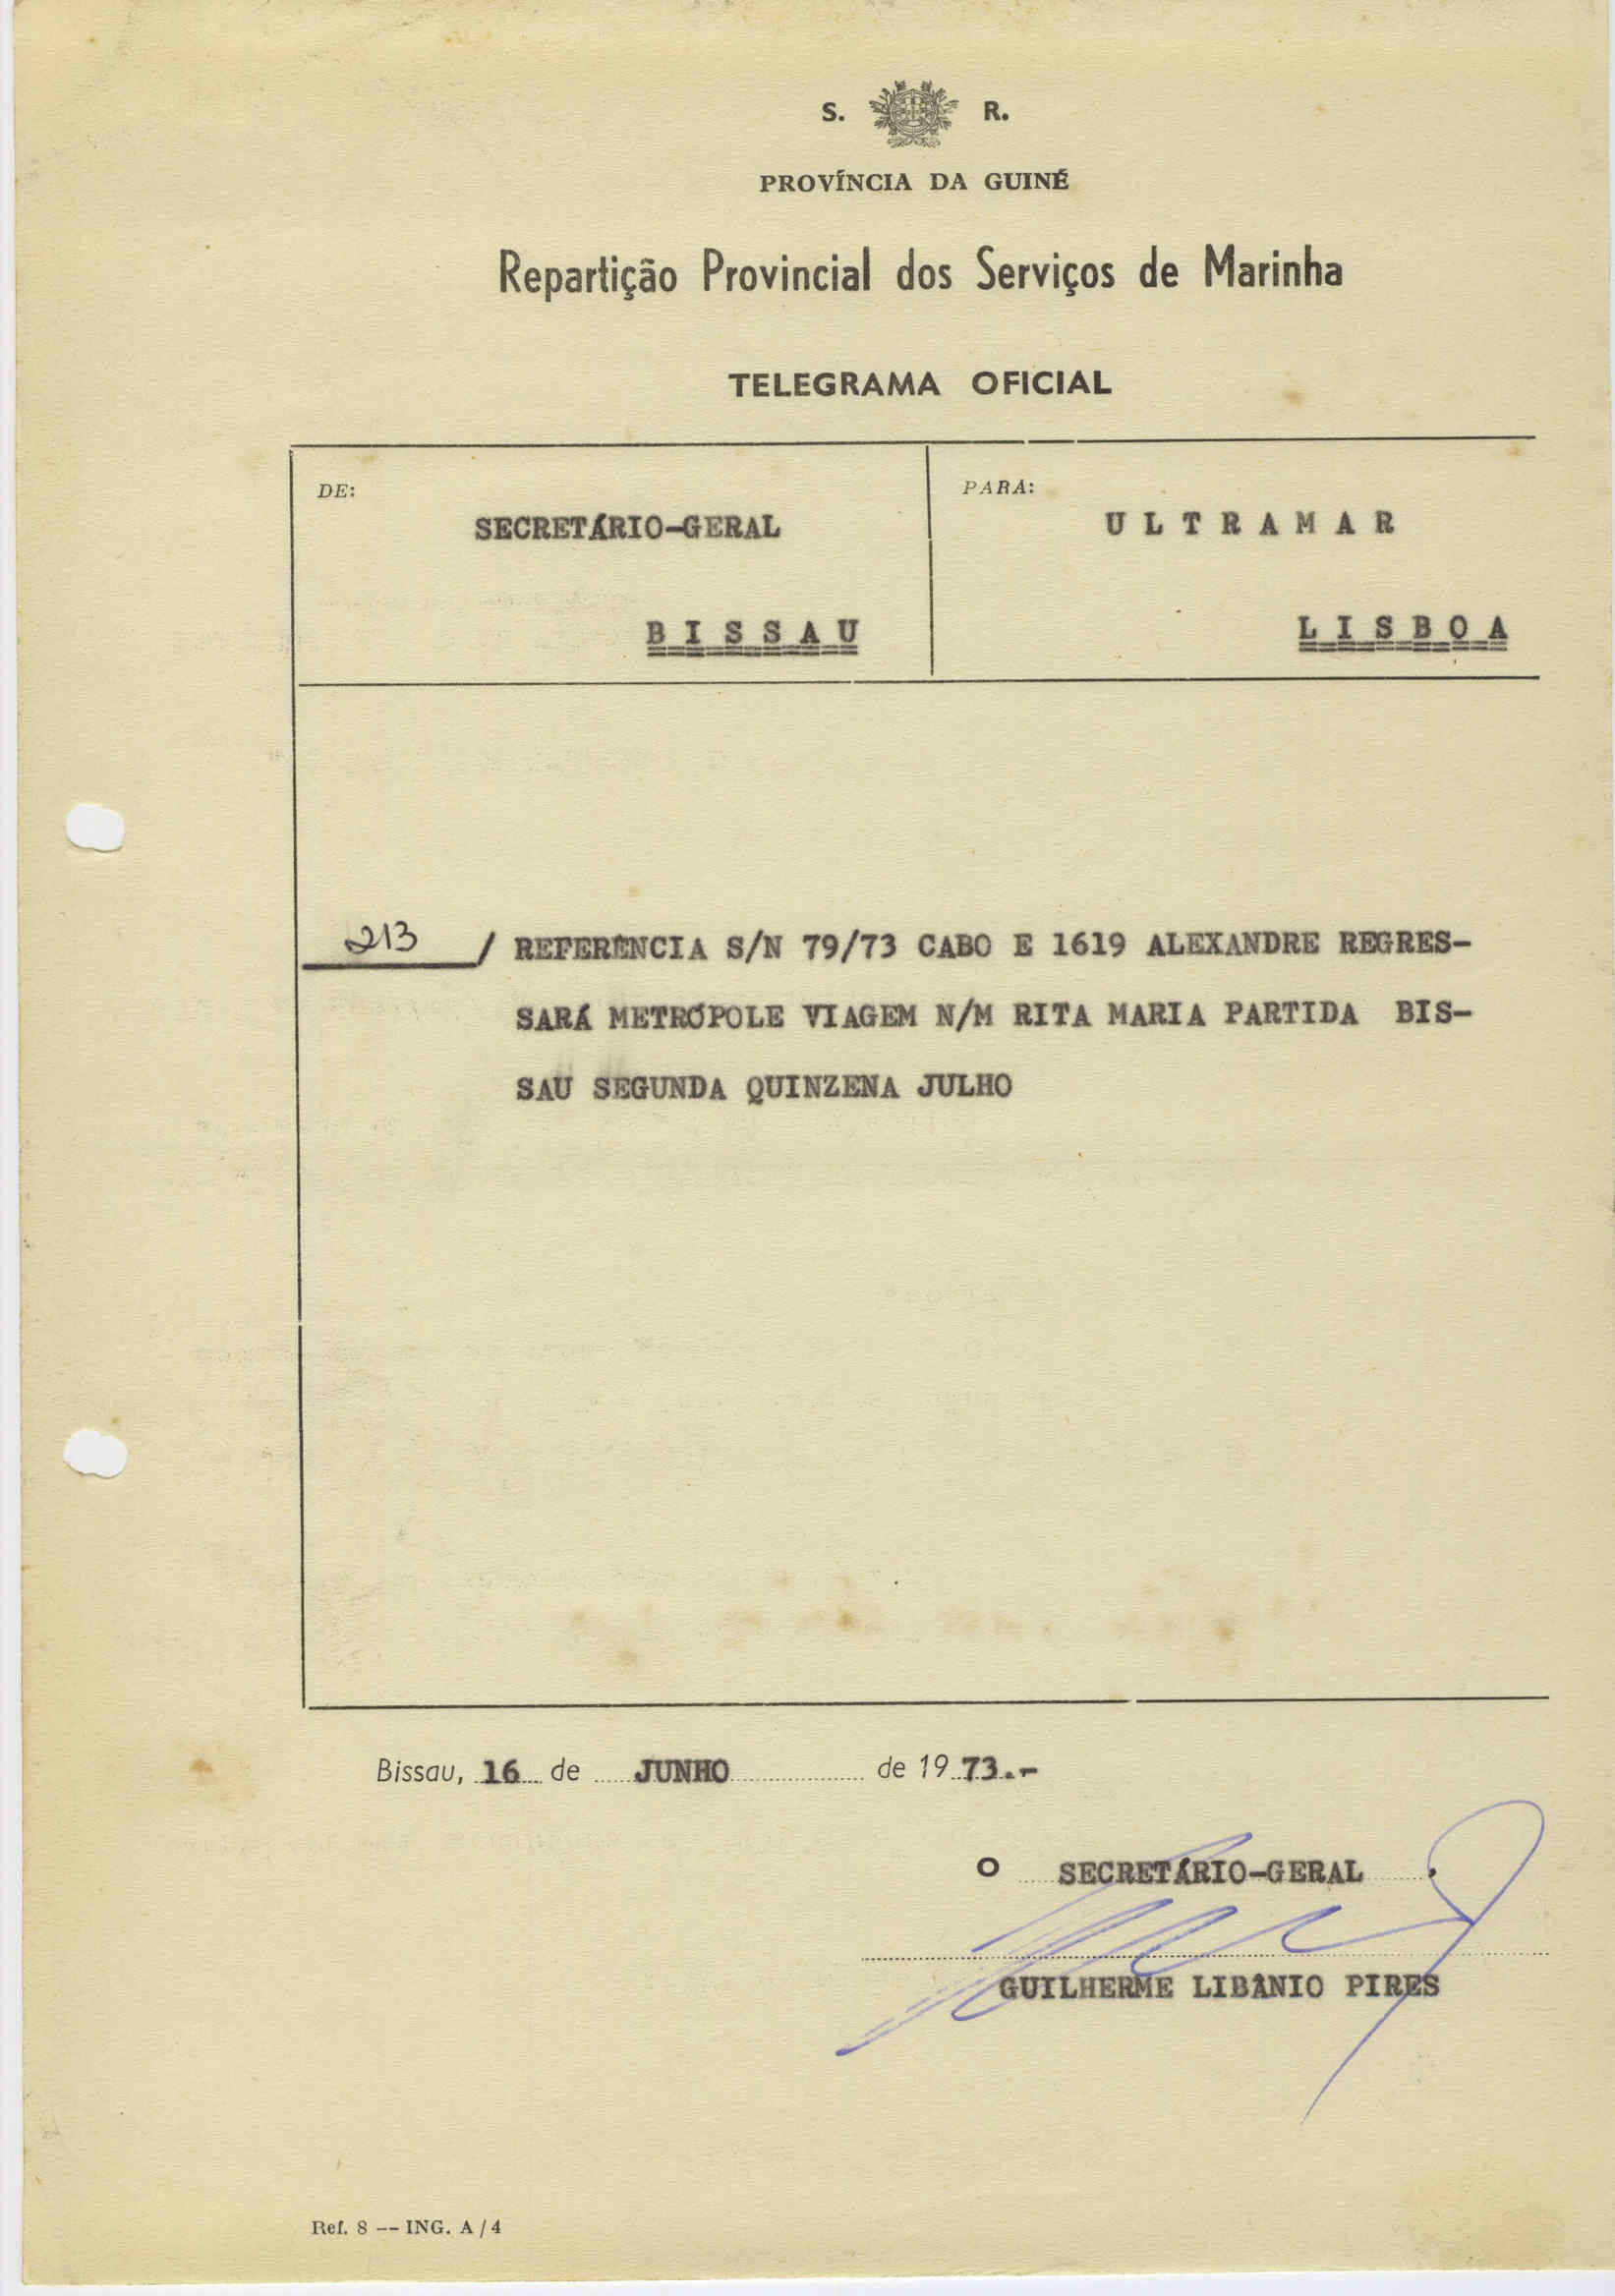 S. R.
PROVÍNCIA DA GUINÉ
Repartição Provincial dos Serviços de Marinha
TELEGRAMA OFICIAL
DE:
SECRETÁRIO-GERAL
BISSAU
PARA:
ULTRAMAR
LISBOA
213 / REFERÊNCIA S/N 79/73 CABO E 1619 ALEXANDRE REGRES-
SARÁ METRÓPOLE VIAGEM N/M RITA MARIA PARTIDA BIS-
SAU SEGUNDA QUINZENA JULHO
Bissau, 16 de JUNHO de 19 73.-
O SECRETÁRIO-GERAL ,
GUILHERME LIBÂNIO PIRES
Ref. 8 -- ING. A/4